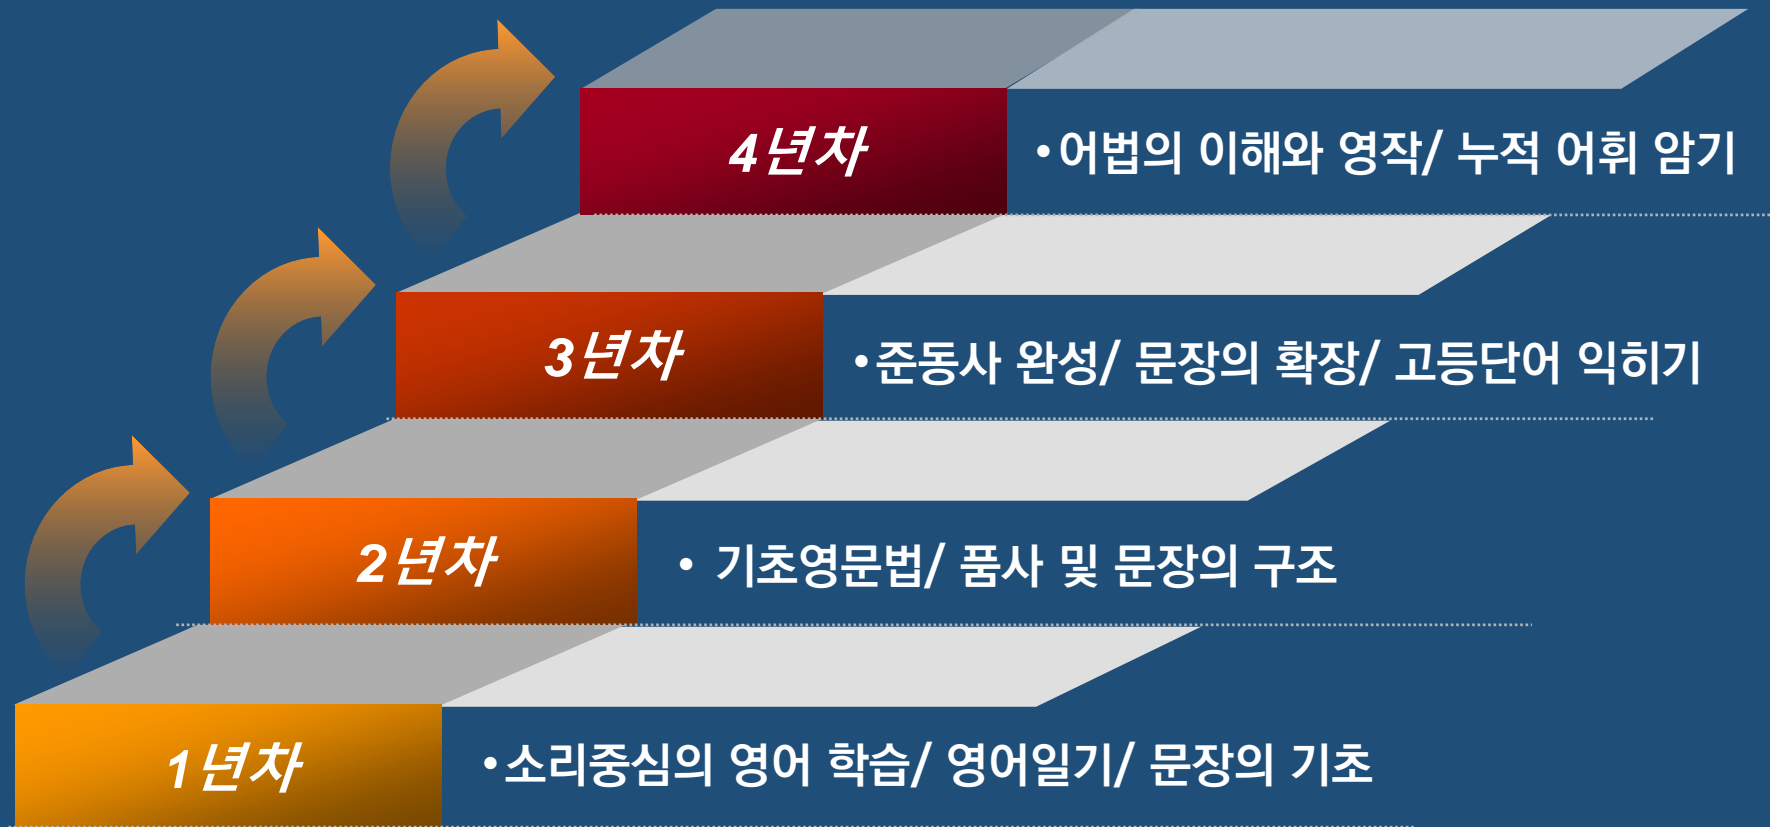 4년차 •어법의 이해와 영작/ 누적 어휘 암기
3년차 •준동사 완성/ 문장의 확장/ 고등단어 익히기
2년차 • 기초영문법/ 품사 및 문장의 구조
1년차 •소리중심의 영어 학습/ 영어일기/ 문장의 기초